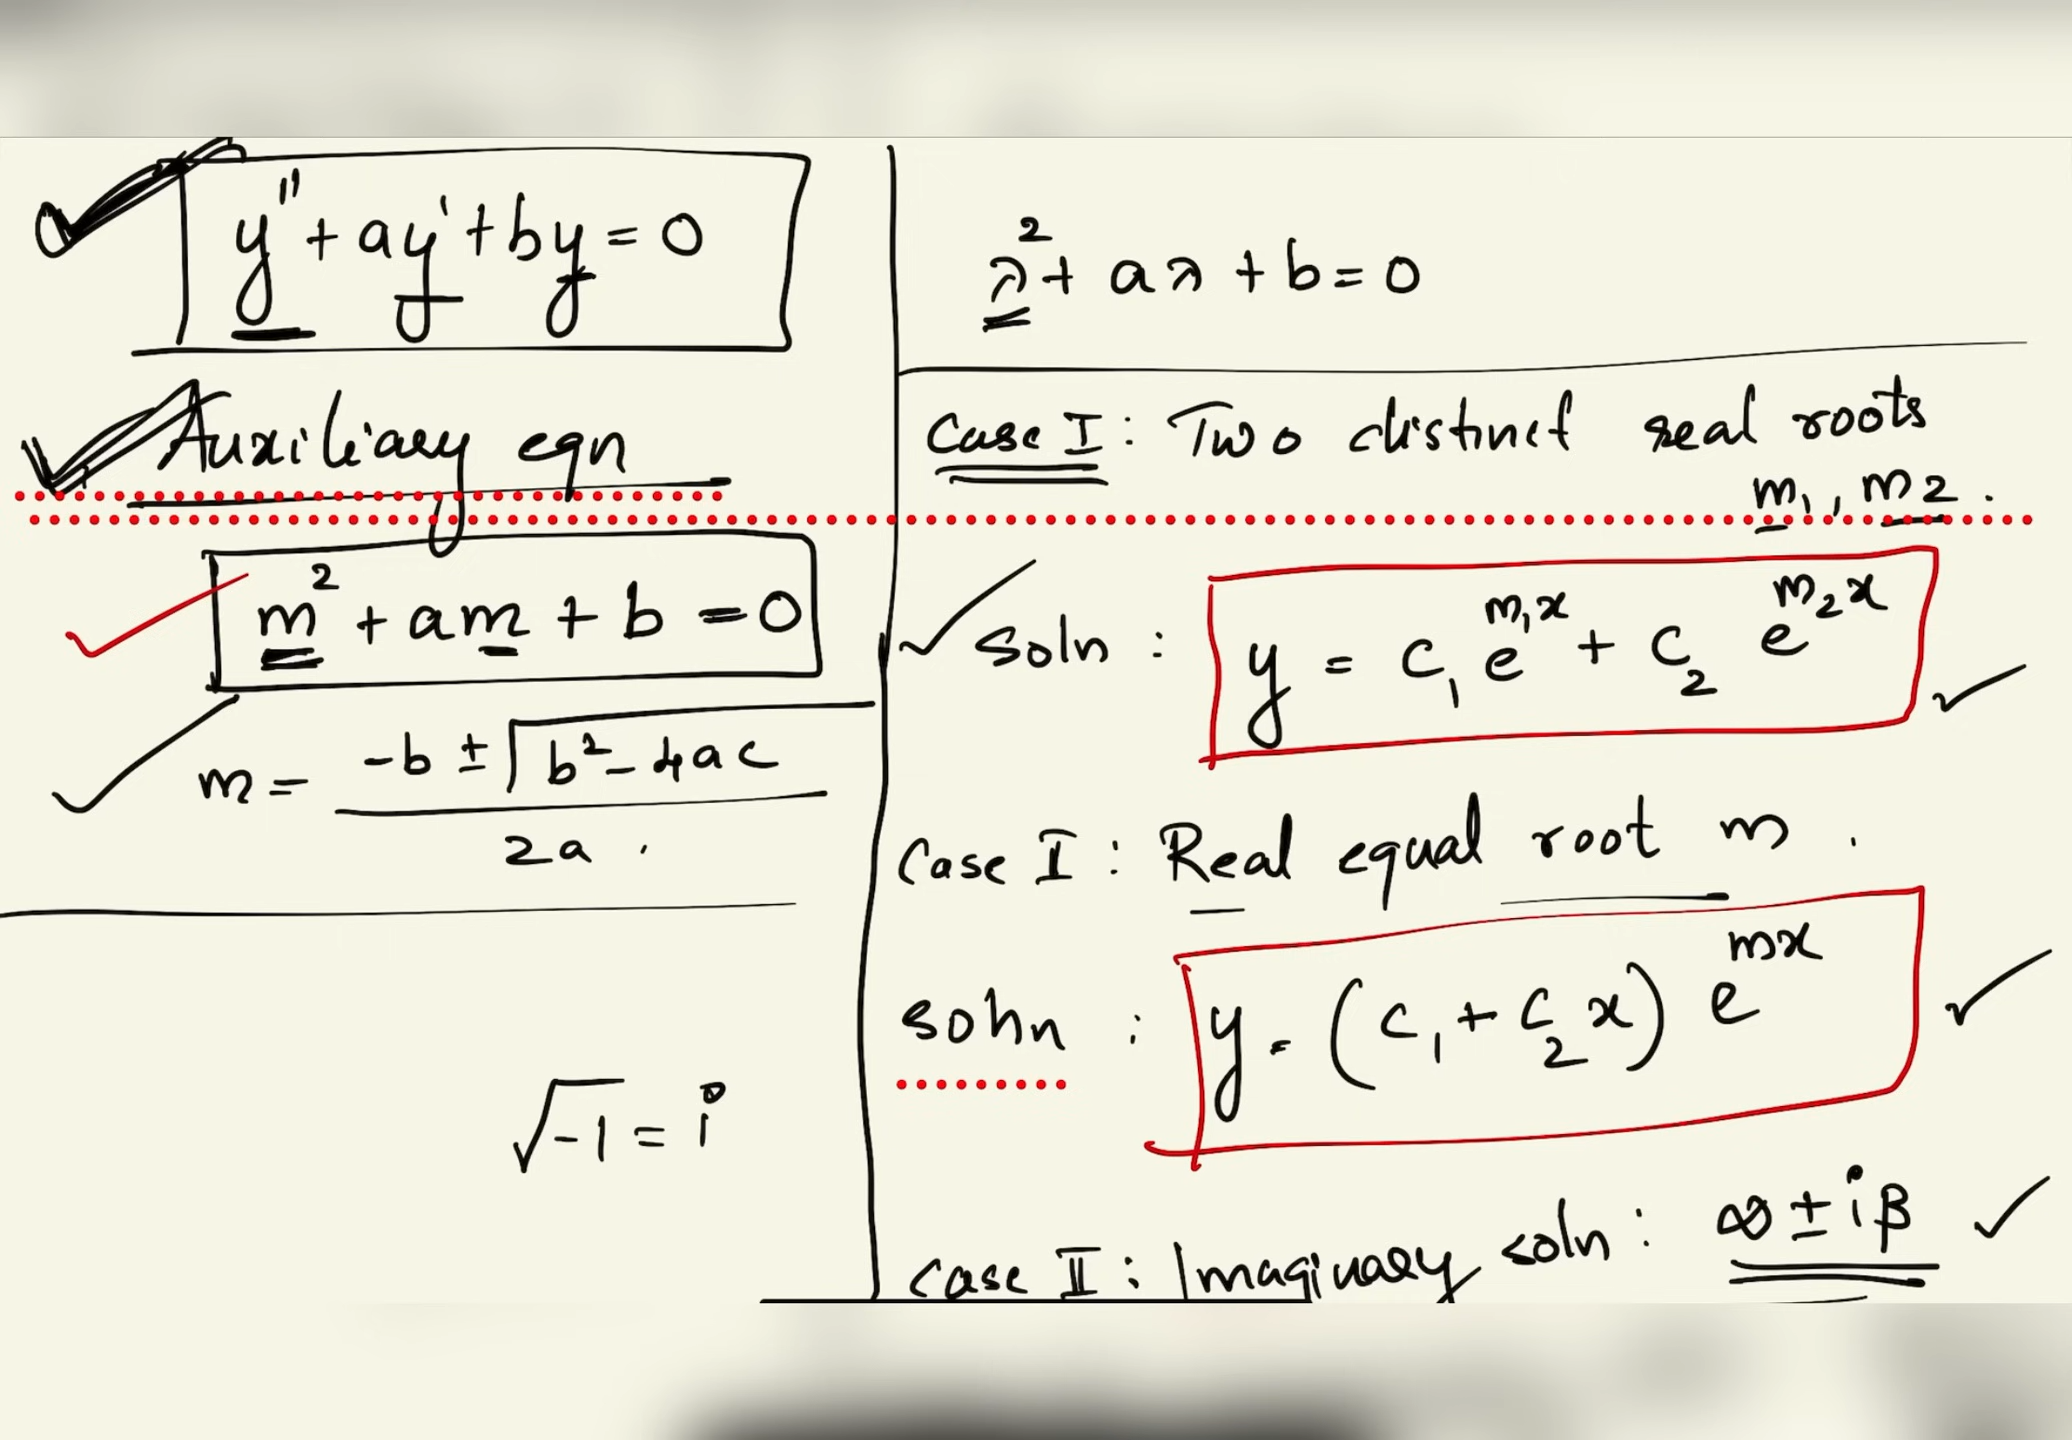 y" + ay' + by = 0
Auxiliary eqn
m² + am + b = 0
m = (-b ± √(b² - 4ac)) / 2a .
√-1 = i
λ² + aλ + b = 0
Case I : Two distinct real roots
m₁, m₂ .
Soln : y = c₁ e^{m₁x} + c₂ e^{m₂x}
Case I : Real equal root m .
sohn : y = (c₁ + c₂x) e^{mx}
Case II : Imaginary soln : α ± iβ